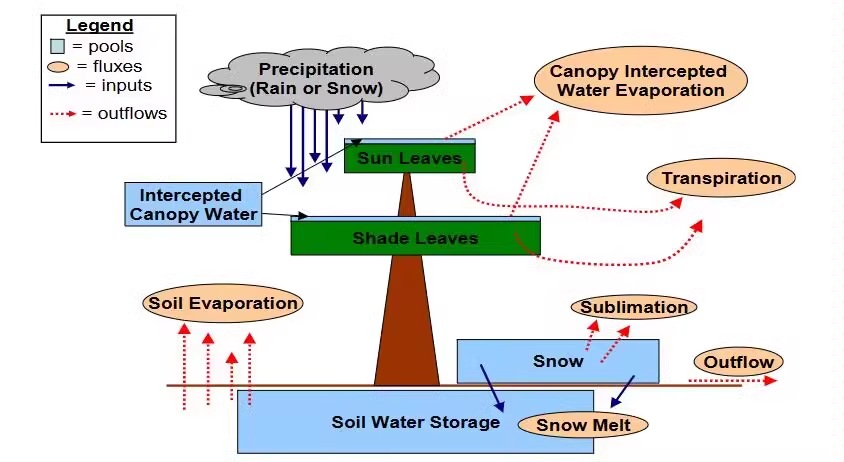 Legend
= pools
= fluxes
= inputs
= outflows
Precipitation
(Rain or Snow)
Canopy Intercepted
Water Evaporation
Sun Leaves
Transpiration
Intercepted
Canopy Water
Shade Leaves
Soil Evaporation
Sublimation
Snow
Outflow
Soil Water Storage
Snow Melt